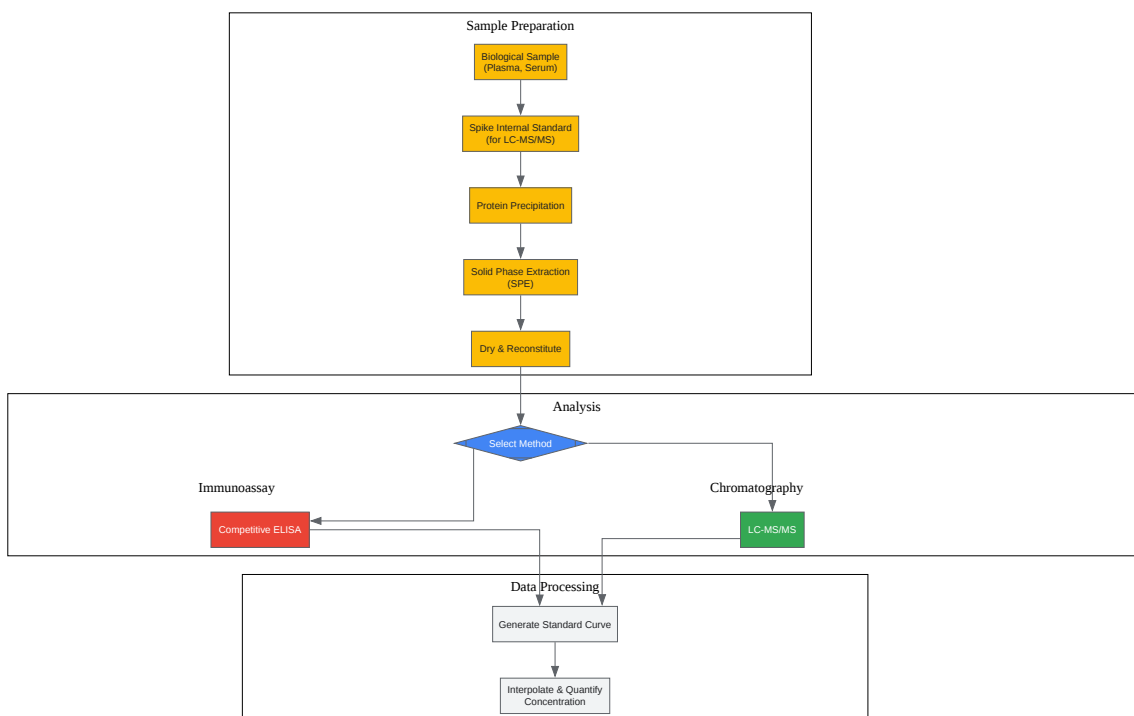 Sample Preparation
Biological Sample
(Plasma, Serum)
Spike Internal Standard
(for LC-MS/MS)
Protein Precipitation
Solid Phase Extraction
(SPE)
Dry & Reconstitute
Analysis
Select Method
Immunoassay
Chromatography
Competitive ELISA
LC-MS/MS
Data Processing
Generate Standard Curve
Interpolate & Quantify
Concentration